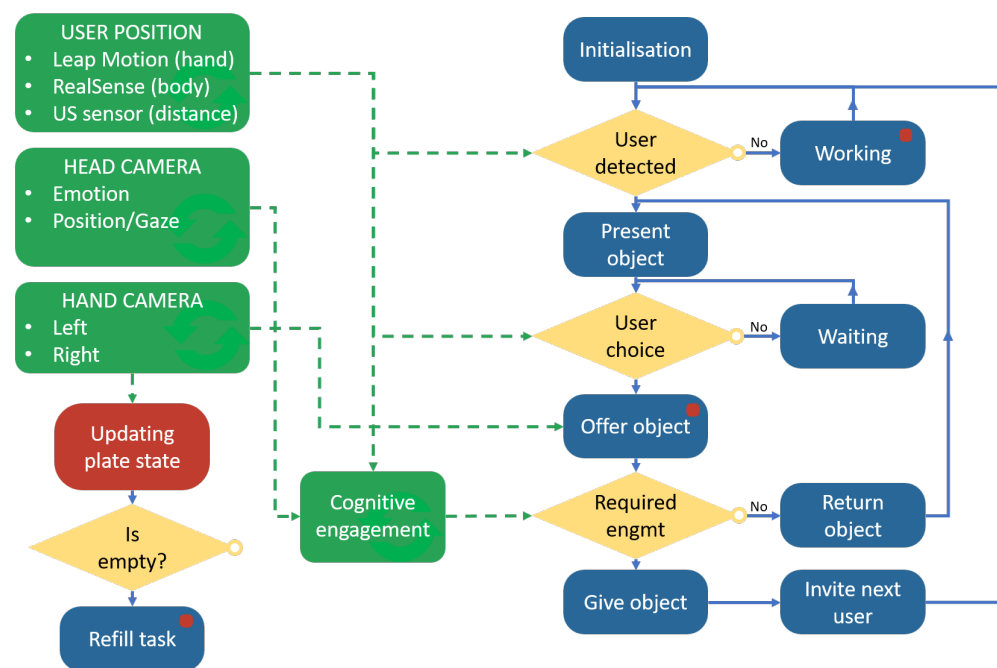 USER POSITION
• Leap Motion (hand)
• RealSense (body)
• US sensor (distance)
HEAD CAMERA
• Emotion
• Position/Gaze
HAND CAMERA
• Left
• Right
Updating
plate state
Is
empty?
Refill task
Cognitive
engagement
Initialisation
User
detected
No
Working
Present
object
User
choice
No
Waiting
Offer object
Required
engmt
No
Return
object
Give object
Invite next
user